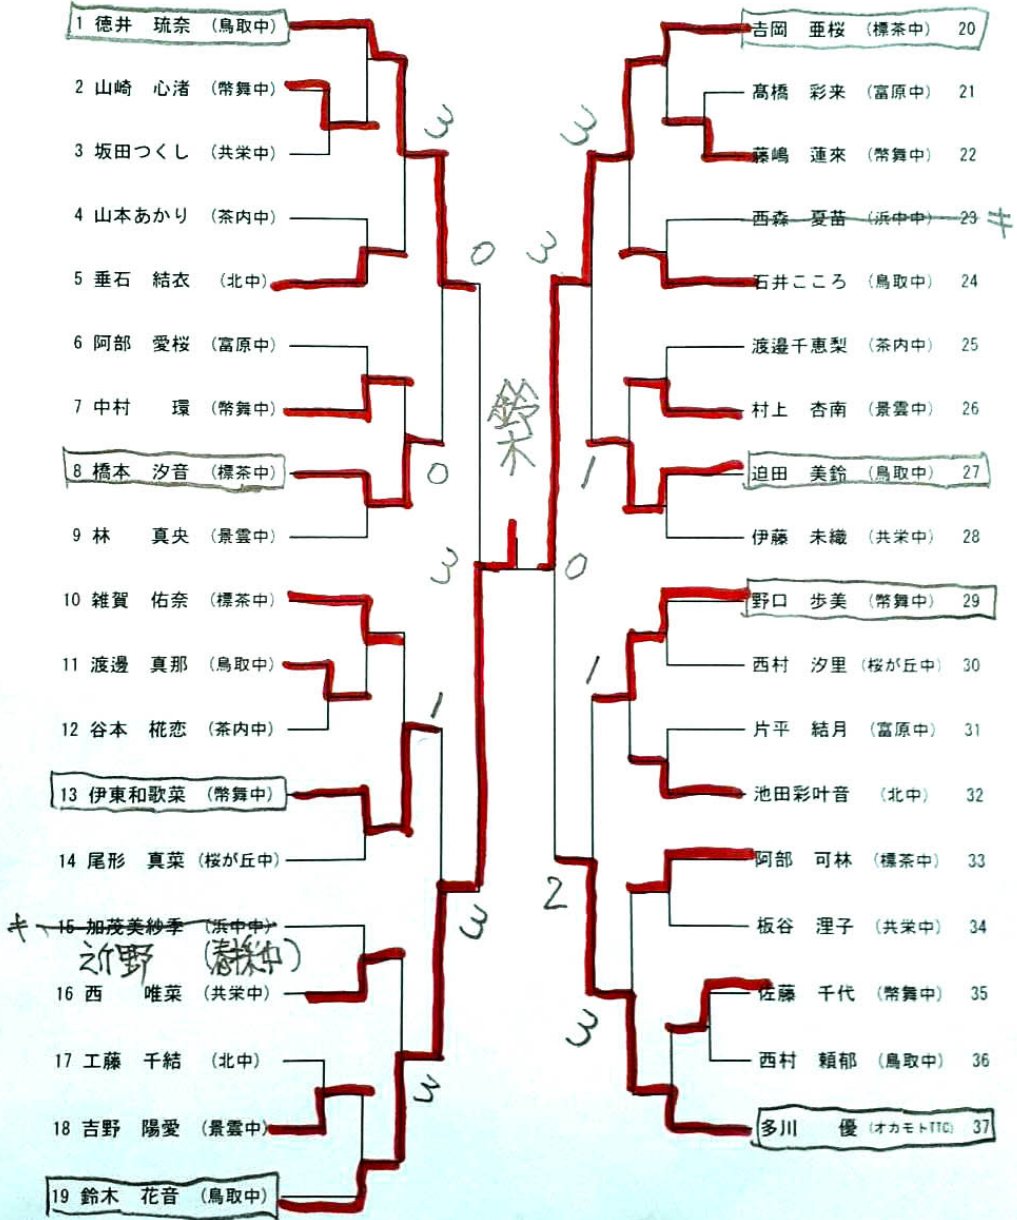 1 徳井 琉奈 (鳥取中)
2 山崎 心渚 (幣舞中)
3 坂田つくし (共栄中)
4 山本あかり (茶内中)
5 垂石 結衣 (北中)
6 阿部 愛桜 (富原中)
7 中村 環 (幣舞中)
8 橋本 汐音 (標茶中)
9 林 真央 (景雲中)
10 雑賀 佑奈 (標茶中)
11 渡邉 真那 (鳥取中)
12 谷本 椛恋 (茶内中)
13 伊東和歌菜 (幣舞中)
14 尾形 真菜 (桜が丘中)
キ 15 加茂美紗季 (浜中中)
新野 (春採中)
16 西 唯菜 (共栄中)
17 工藤 千結 (北中)
18 吉野 陽愛 (景雲中)
19 鈴木 花音 (鳥取中)
3
0
0
3
1
3
3
鈴木
3
3
1
0
1
2
3
吉岡 亜桜 (標茶中) 20
髙橋 彩来 (富原中) 21
藤嶋 蓮來 (幣舞中) 22
西森 夏苗 (浜中中) 23 キ
石井こころ (鳥取中) 24
渡邉千恵梨 (茶内中) 25
村上 杏南 (景雲中) 26
迫田 美鈴 (鳥取中) 27
伊藤 未織 (共栄中) 28
野口 歩美 (幣舞中) 29
西村 汐里 (桜が丘中) 30
片平 結月 (富原中) 31
池田彩叶音 (北中) 32
阿部 可林 (標茶中) 33
板谷 理子 (共栄中) 34
佐藤 千代 (幣舞中) 35
西村 頼郁 (鳥取中) 36
多川 優 (オカモトTTC) 37